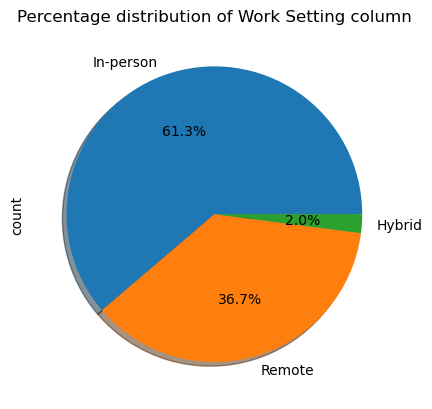 Percentage distribution of Work Setting column
In-person
61.3%
count
2.0%
Hybrid
36.7%
Remote